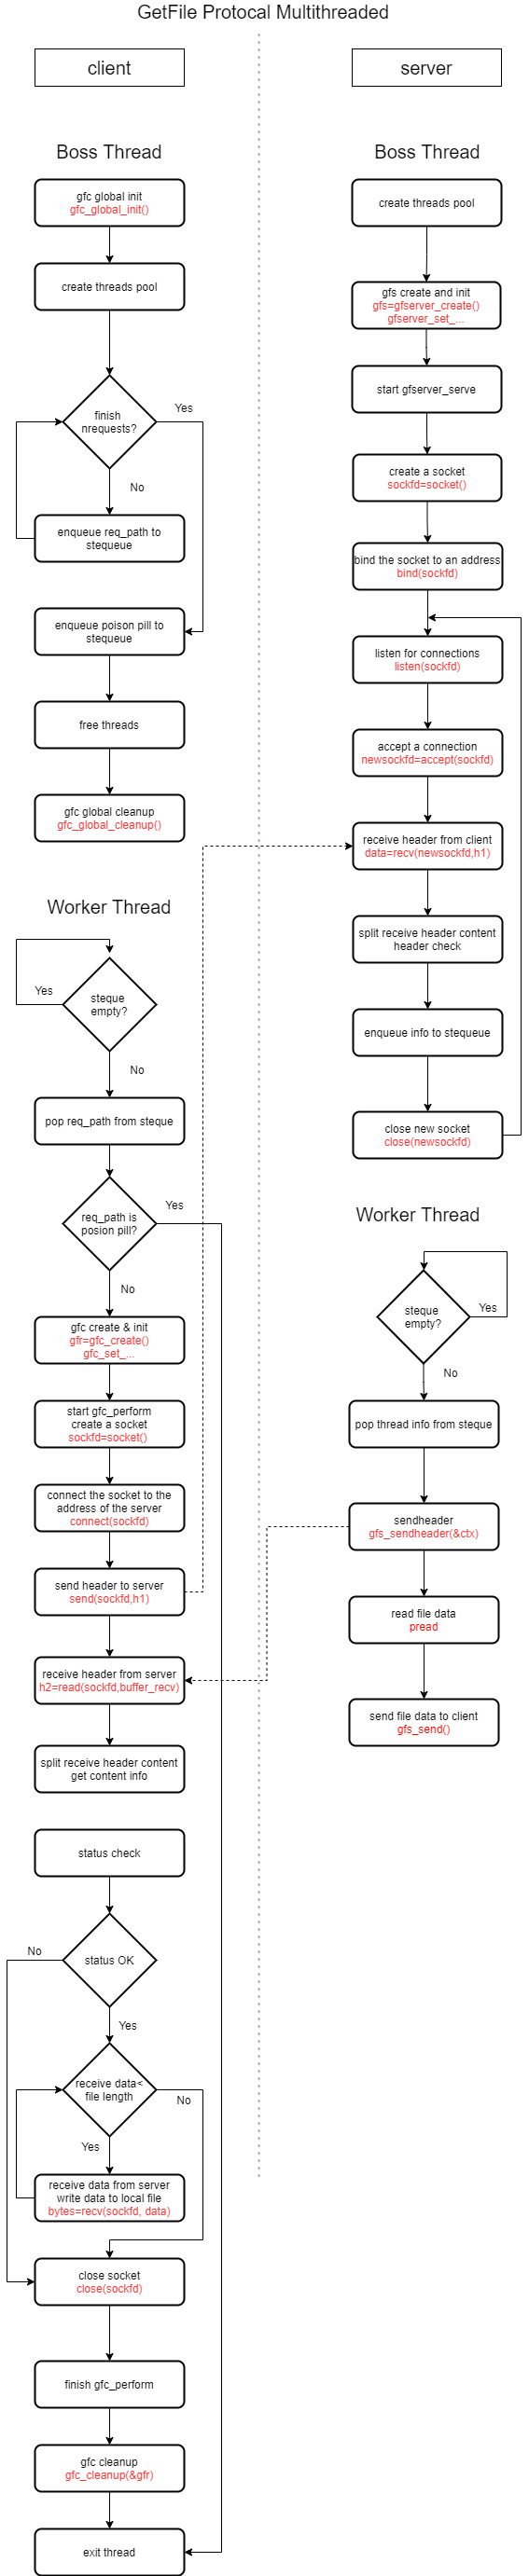 GetFile Protocal Multithreaded
client
Boss Thread
gfc global init
gfc_global_init()
create threads pool
finish
nrequests?
Yes
No
enqueue req_path to
stequeue
enqueue poison pill to
stequeue
free threads
gfc global cleanup
gfc_global_cleanup()
Worker Thread
steque
empty?
Yes
No
pop req_path from steque
req_path is
posion pill?
Yes
No
gfc create & init
gfr=gfc_create()
gfc_set_...
start gfc_perform
create a socket
sockfd=socket()
connect the socket to the
address of the server
connect(sockfd)
send header to server
send(sockfd,h1)
receive header from server
h2=read(sockfd,buffer_recv)
split receive header content
get content info
status check
status OK
No
Yes
receive data<
file length
No
Yes
receive data from server
write data to local file
bytes=recv(sockfd, data)
close socket
close(sockfd)
finish gfc_perform
gfc cleanup
gfc_cleanup(&gfr)
exit thread
server
Boss Thread
create threads pool
gfs create and init
gfs=gfserver_create()
gfserver_set_...
start gfserver_serve
create a socket
sockfd=socket()
bind the socket to an address
bind(sockfd)
listen for connections
listen(sockfd)
accept a connection
newsockfd=accept(sockfd)
receive header from client
data=recv(newsockfd,h1)
split receive header content
header check
enqueue info to stequeue
close new socket
close(newsockfd)
Worker Thread
steque
empty?
Yes
No
pop thread info from steque
sendheader
gfs_sendheader(&ctx)
read file data
pread
send file data to client
gfs_send()